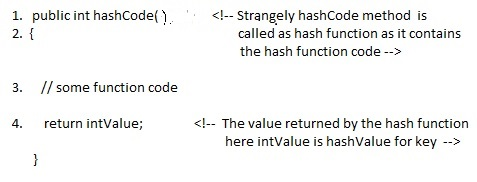 1. public int hashCode() <!-- Strangely hashCode method is
2. { called as hash function as it contains
the hash function code -->
3. // some function code
4. return intValue; <!-- The value returned by the hash function
here intValue is hashValue for key -->
}